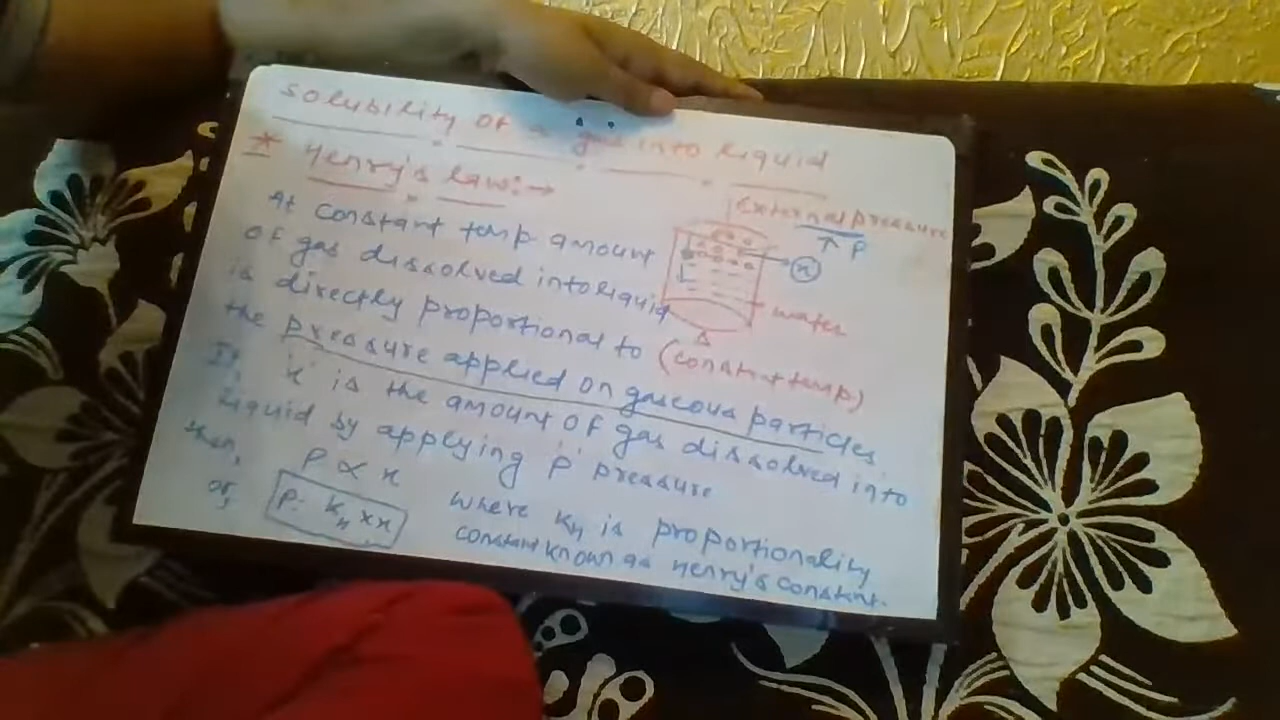 Solubility of a gas into liquid
* Henry's law:→
At constant temp amount
of gas dissolved into liquid
is directly proportional to
the pressure applied on gaseous particles
External pressure
↑ P
x
water
(constant temp)
If, 'x' is the amount of gas dissolved into
liquid by applying 'p' pressure
then, P ∝ x
or, P = K_H × x
where K_H is proportionality
constant known as Henry's constant.